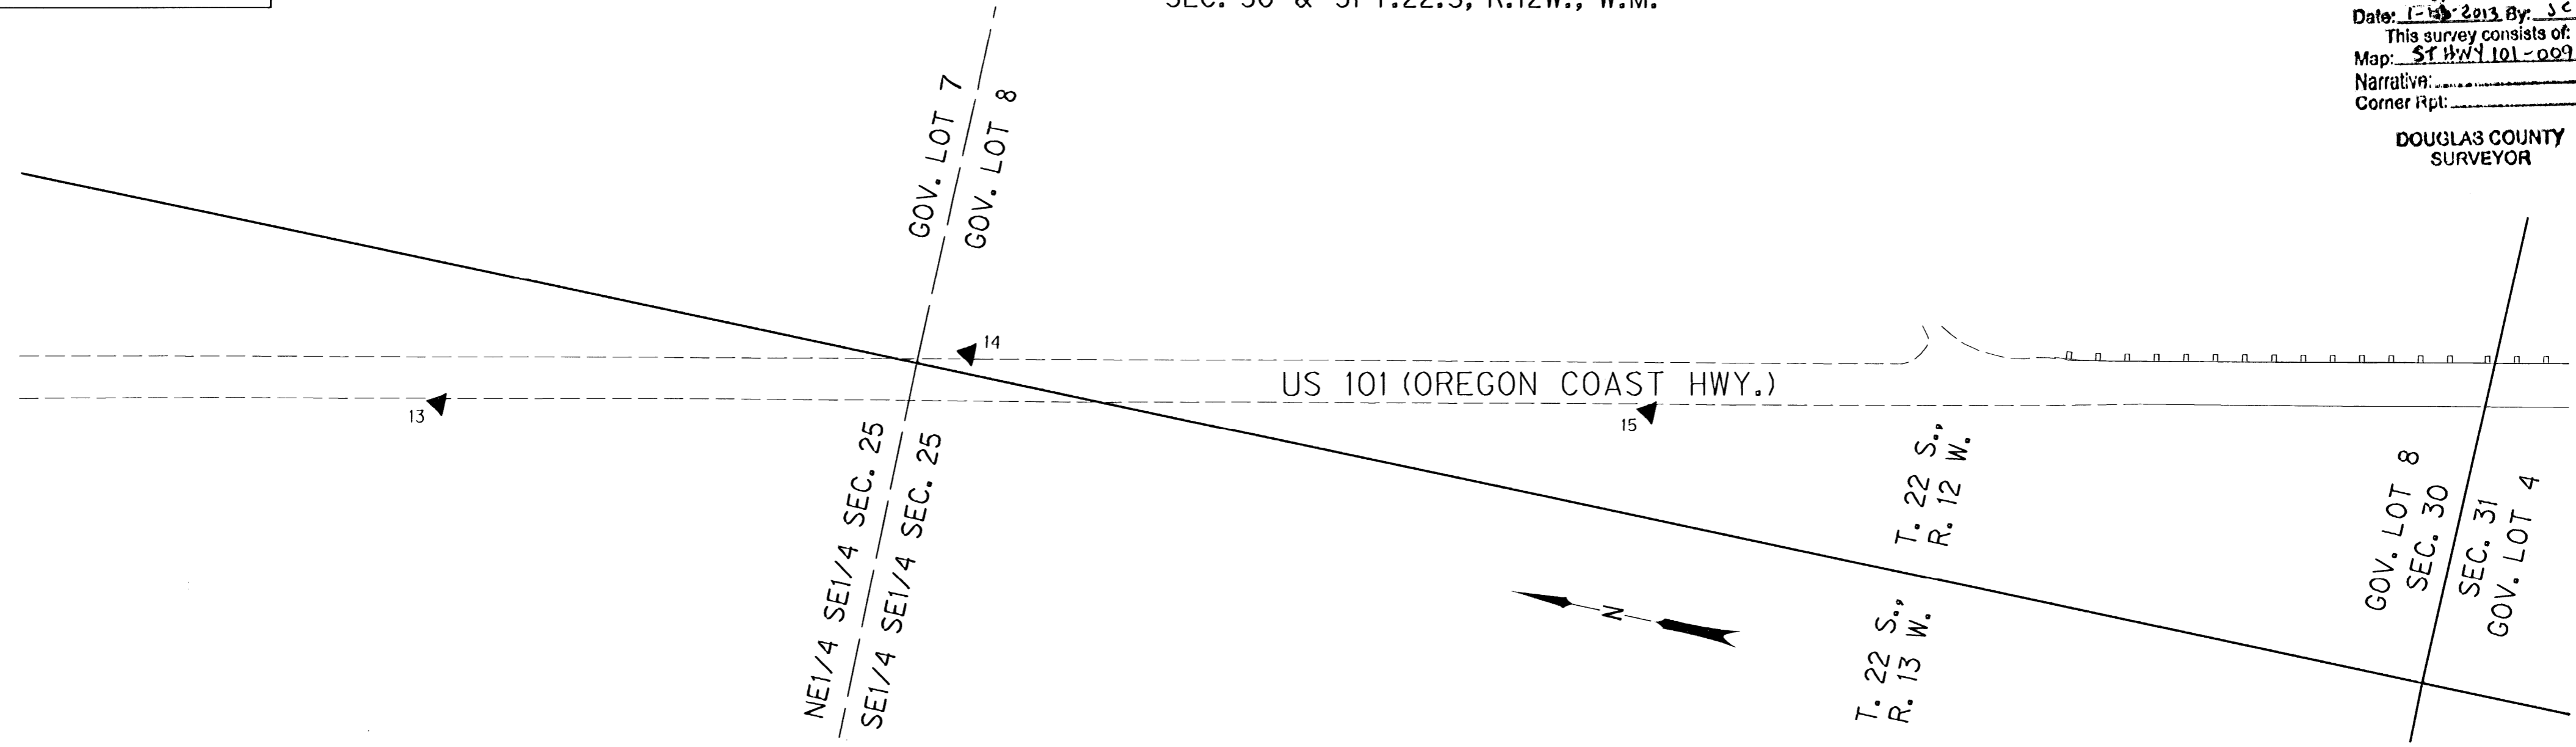 SEC. 30 & 31 T.22.S, R.12W., W.M.
2013 By: JC
This survey consists of:
Map: ST HWY 101-009
Narrative:
Corner Rpt:
DOUGLAS COUNTY
SURVEYOR
GOV. LOT 7
GOV. LOT 8
14
US 101 (OREGON COAST HWY.)
13
15
NE1/4 SE1/4 SEC. 25
SE1/4 SE1/4 SEC. 25
T. 22 S.,
R. 12 W.
T. 22 S.,
R. 13 W.
N
GOV. LOT 8
SEC. 30
SEC. 31
GOV. LOT 4